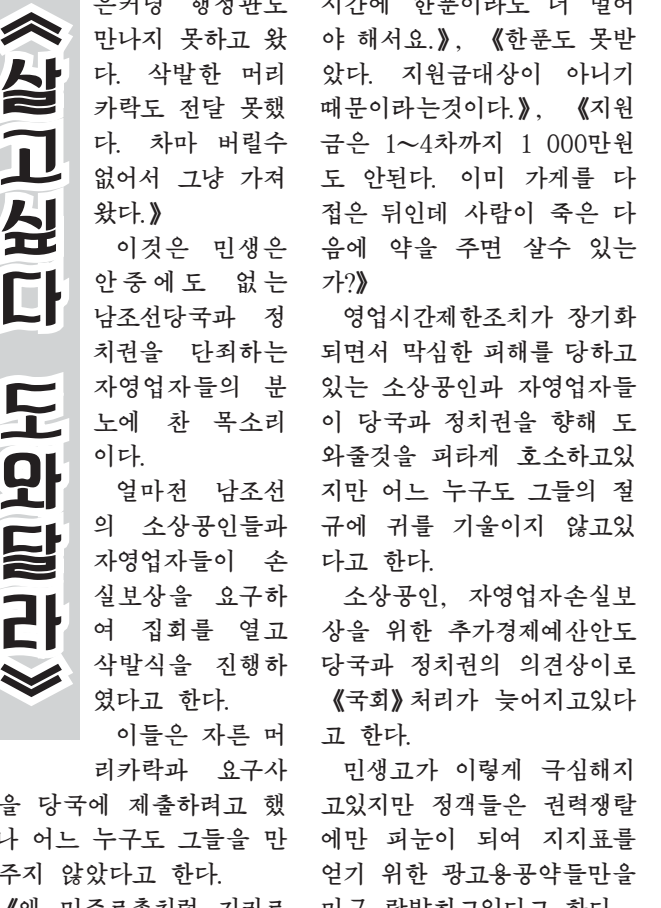 《살고싶다 도와달라》
은커녕 행정관도
만나지 못하고 왔
다. 삭발한 머리
카락도 전달 못했
다. 차마 버릴수
없어서 그냥 가져
왔다.》
이것은 민생은
안중에도 없는
남조선당국과 정
치권을 단죄하는
자영업자들의 분
노에 찬 목소리
이다.
얼마전 남조선
의 소상공인들과
자영업자들이 손
실보상을 요구하
여 집회를 열고
삭발식을 진행하
였다고 한다.
이들은 자른 머
리카락과 요구사
을 당국에 제출하려고 했
나 어느 누구도 그들을 만
주지 않았다고 한다.
시간에 한푼이라도 더 벌어
야 해서요.》, 《한푼도 못받
았다. 지원금대상이 아니기
때문이라는것이다.》, 《지원
금은 1～4차까지 1 000만원
도 안된다. 이미 가게를 다
접은 뒤인데 사람이 죽은 다
음에 약을 주면 살수 있는
가?》
영업시간제한조치가 장기화
되면서 막심한 피해를 당하고
있는 소상공인과 자영업자들
이 당국과 정치권을 향해 도
와줄것을 피타게 호소하고있
지만 어느 누구도 그들의 절
규에 귀를 기울이지 않고있
다고 한다.
소상공인, 자영업자손실보
상을 위한 추가경제예산안도
당국과 정치권의 의견상이로
《국회》처리가 늦어지고있다
고 한다.
민생고가 이렇게 극심해지
고있지만 정객들은 권력쟁탈
에만 피눈이 되여 지지표를
얻기 위한 광고용공약들만을